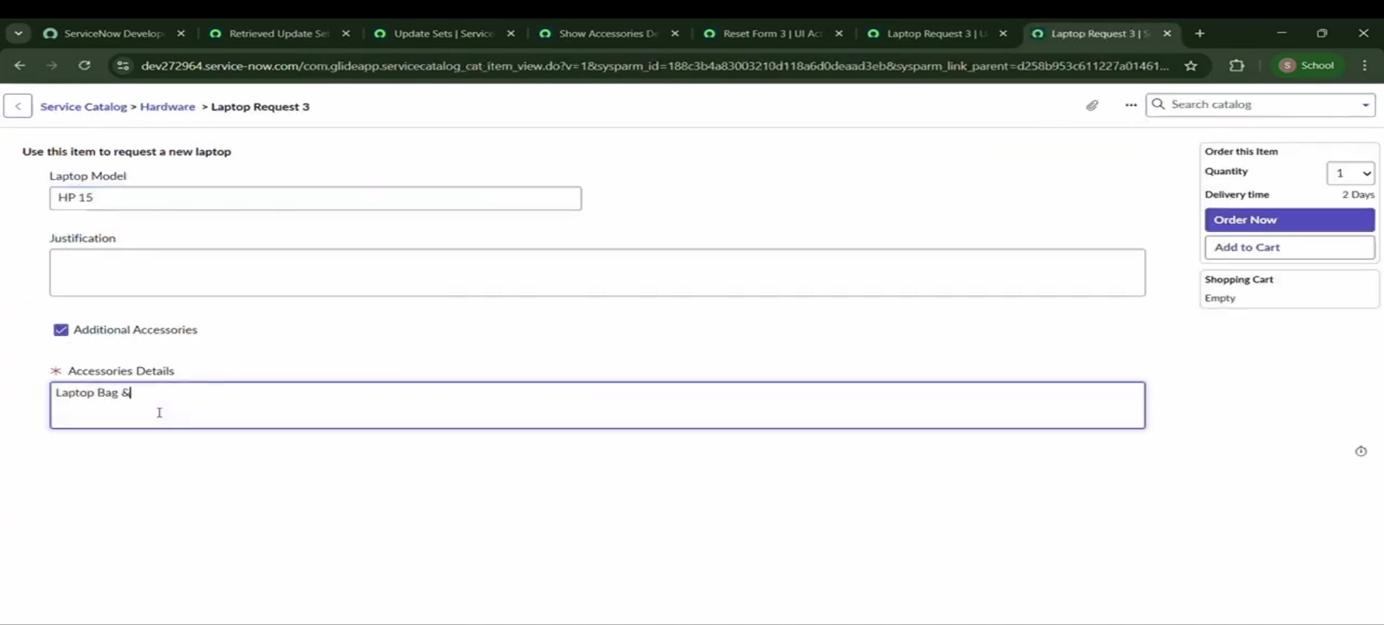 ServiceNow Develop
Retrieved Update Se
Update Sets | Service
Show Accessories De
Reset Form 3 | UI Ac
Laptop Request 3 | U
Laptop Request 3 | S
dev272964.service-now.com/com.glideapp.servicecatalog_cat_item_view.do?v=1&sysparm_id=188c3b4a83003210d118a6d0deaad3eb&sysparm_link_parent=d258b953c611227a01461...
S School
Service Catalog > Hardware > Laptop Request 3
Search catalog
Use this item to request a new laptop
Laptop Model
HP 15
Justification
Additional Accessories
* Accessories Details
Laptop Bag &
Order this Item
Quantity 1
Delivery time 2 Days
Order Now
Add to Cart
Shopping Cart
Empty